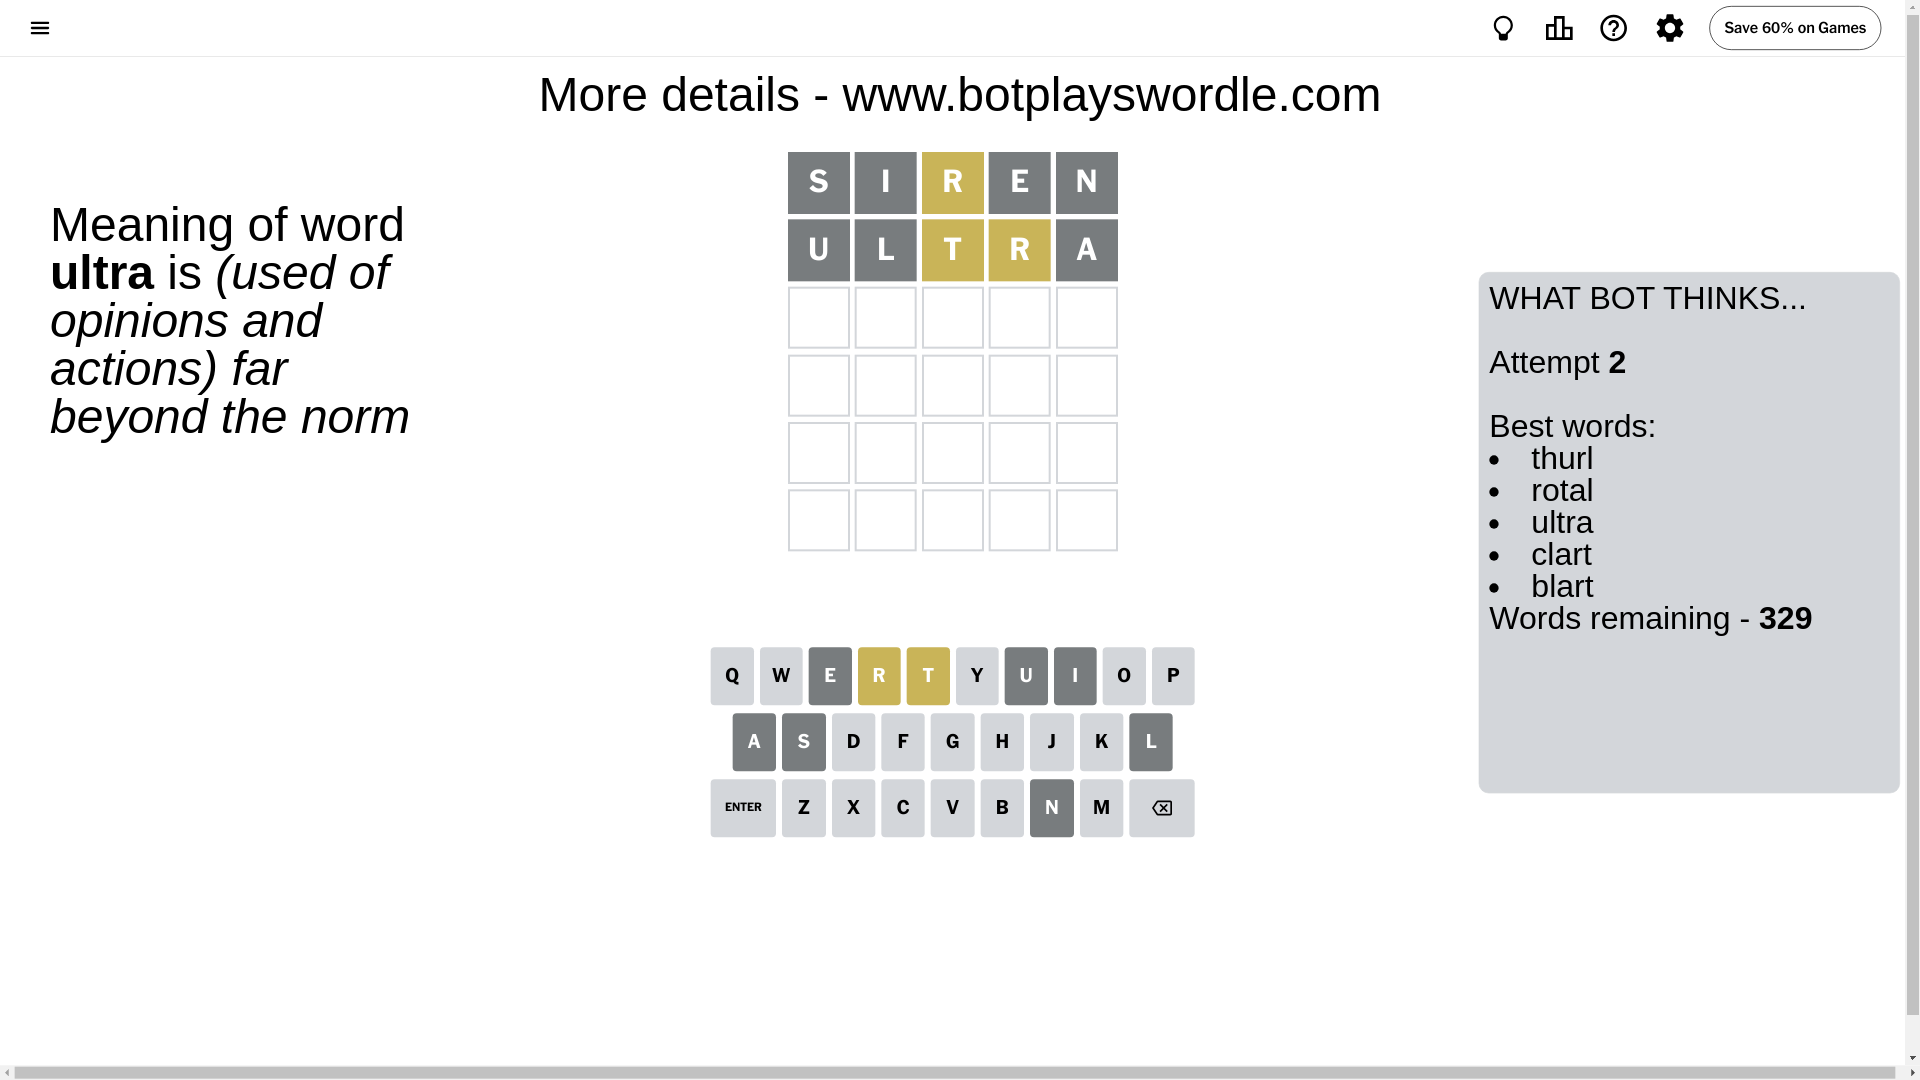 Save 60% on Games
More details - www.botplayswordle.com
Meaning of word
ultra is (used of
opinions and
actions) far
beyond the norm
S I R E N
U L T R A
WHAT BOT THINKS...
Attempt 2
Best words:
• thurl
• rotal
• ultra
• clart
• blart
Words remaining - 329
Q W E R T Y U I O P
A S D F G H J K L
ENTER Z X C V B N M